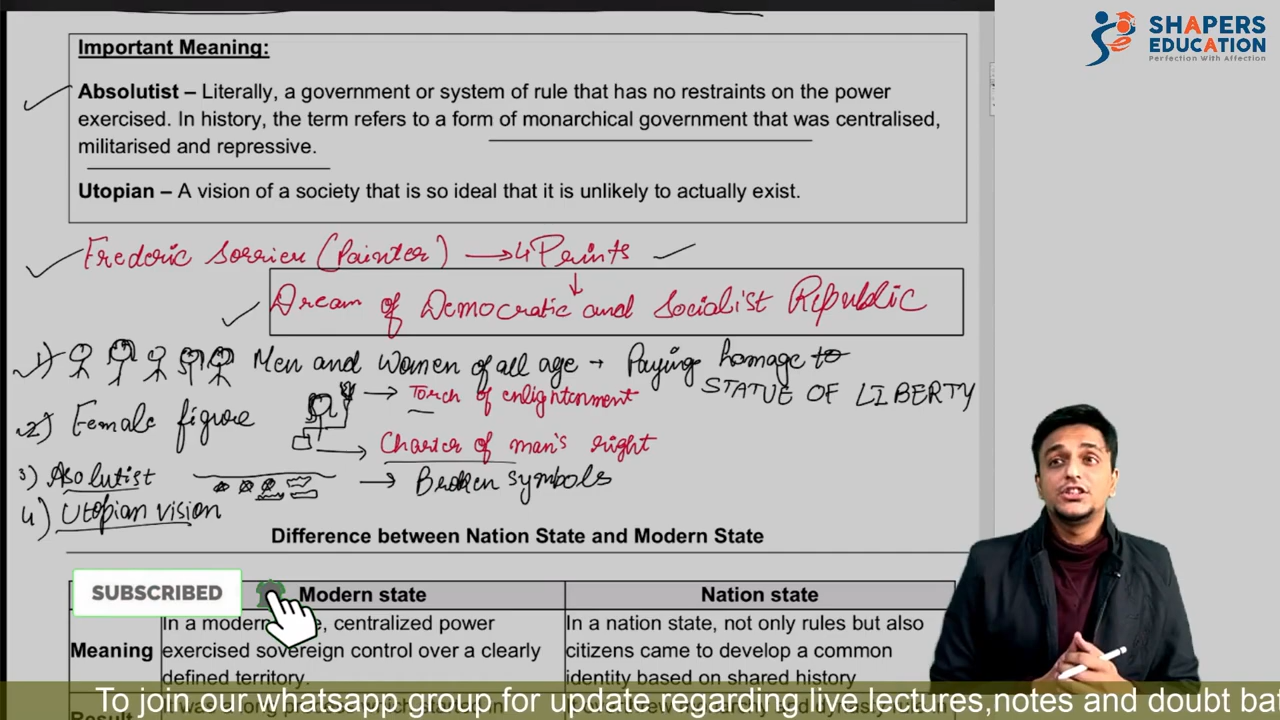 SHAPERS
EDUCATION
Perfection With Affection
Important Meaning:
Absolutist – Literally, a government or system of rule that has no restraints on the power
exercised. In history, the term refers to a form of monarchical government that was centralised,
militarised and repressive.
Utopian – A vision of a society that is so ideal that it is unlikely to actually exist.
Frederic Sorrieu (Painter) → 4 Prints
Dream of Democratic and Socialist Republic
1) Men and Women of all age → Paying homage to
STATUE OF LIBERTY
2) Female figure → Torch of enlightenment
→ Charter of man's right
3) Asolutist → Broken symbols
4) Utopian vision
Difference between Nation State and Modern State
SUBSCRIBED
Modern state Nation state
Meaning
In a modern, centralized power
exercised sovereign control over a clearly
defined territory.
In a nation state, not only rules but also
citizens came to develop a common
identity based on shared history
To join our whatsapp group for update regarding live lectures,notes and doubt ba